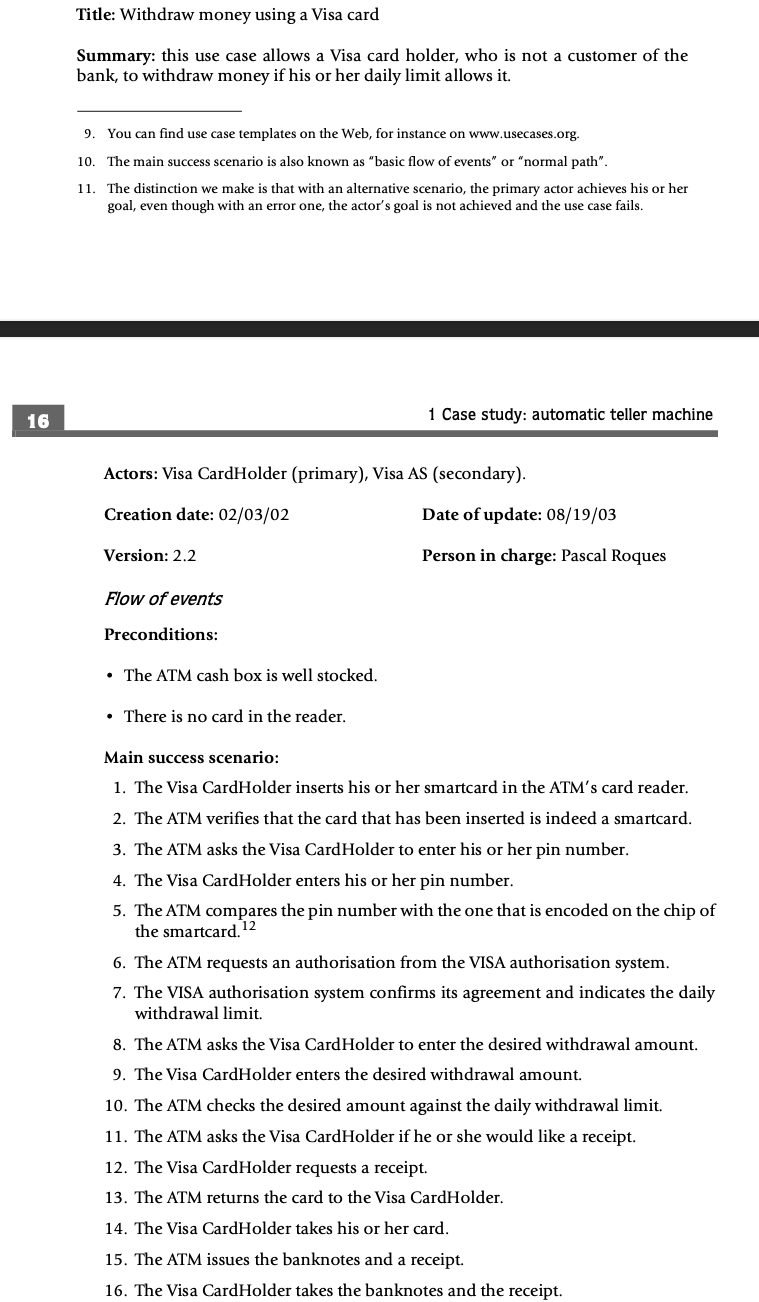 Title: Withdraw money using a Visa card
Summary: this use case allows a Visa card holder, who is not a customer of the
bank, to withdraw money if his or her daily limit allows it.
9. You can find use case templates on the Web, for instance on www.usecases.org.
10. The main success scenario is also known as “basic flow of events” or “normal path”.
11. The distinction we make is that with an alternative scenario, the primary actor achieves his or her
goal, even though with an error one, the actor’s goal is not achieved and the use case fails.
16 1 Case study: automatic teller machine
Actors: Visa CardHolder (primary), Visa AS (secondary).
Creation date: 02/03/02 Date of update: 08/19/03
Version: 2.2 Person in charge: Pascal Roques
Flow of events
Preconditions:
• The ATM cash box is well stocked.
• There is no card in the reader.
Main success scenario:
1. The Visa CardHolder inserts his or her smartcard in the ATM’s card reader.
2. The ATM verifies that the card that has been inserted is indeed a smartcard.
3. The ATM asks the Visa CardHolder to enter his or her pin number.
4. The Visa CardHolder enters his or her pin number.
5. The ATM compares the pin number with the one that is encoded on the chip of
the smartcard.12
6. The ATM requests an authorisation from the VISA authorisation system.
7. The VISA authorisation system confirms its agreement and indicates the daily
withdrawal limit.
8. The ATM asks the Visa CardHolder to enter the desired withdrawal amount.
9. The Visa CardHolder enters the desired withdrawal amount.
10. The ATM checks the desired amount against the daily withdrawal limit.
11. The ATM asks the Visa CardHolder if he or she would like a receipt.
12. The Visa CardHolder requests a receipt.
13. The ATM returns the card to the Visa CardHolder.
14. The Visa CardHolder takes his or her card.
15. The ATM issues the banknotes and a receipt.
16. The Visa CardHolder takes the banknotes and the receipt.